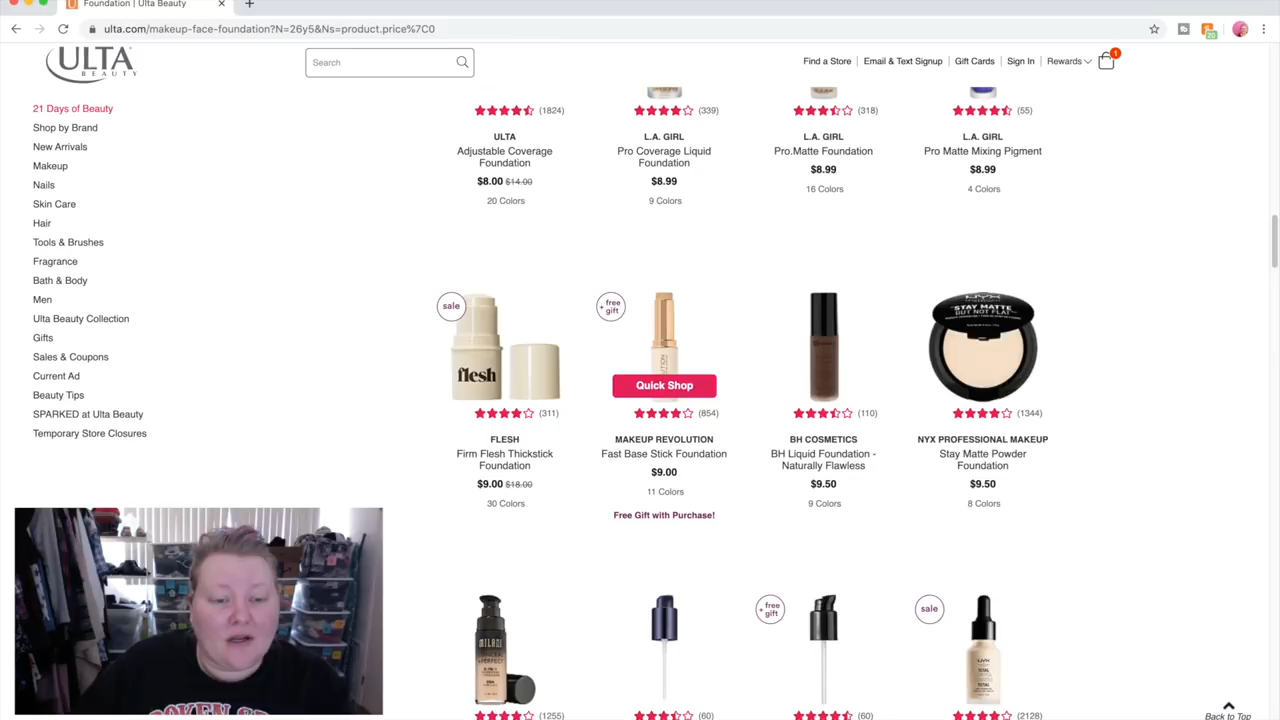 Foundation | Ulta Beauty
ulta.com/makeup-face-foundation?N=26y5&Ns=product.price%7C0
20
ULTA
BEAUTY
Search
Find a Store
Email & Text Signup
Gift Cards
Sign In
Rewards
1
21 Days of Beauty
Shop by Brand
New Arrivals
Makeup
Nails
Skin Care
Hair
Tools & Brushes
Fragrance
Bath & Body
Men
Ulta Beauty Collection
Gifts
Sales & Coupons
Current Ad
Beauty Tips
SPARKED at Ulta Beauty
Temporary Store Closures
(1824)
(339)
(318)
(55)
ULTA
Adjustable Coverage
Foundation
$8.00 $14.00
20 Colors
L.A. GIRL
Pro Coverage Liquid
Foundation
$8.99
9 Colors
L.A. GIRL
Pro.Matte Foundation
$8.99
16 Colors
L.A. GIRL
Pro Matte Mixing Pigment
$8.99
4 Colors
sale
flesh
(311)
FLESH
Firm Flesh Thickstick
Foundation
$9.00 $18.00
30 Colors
+ free
gift
Quick Shop
(854)
MAKEUP REVOLUTION
Fast Base Stick Foundation
$9.00
11 Colors
Free Gift with Purchase!
(110)
BH COSMETICS
BH Liquid Foundation -
Naturally Flawless
$9.50
9 Colors
NYX
STAY MATTE
BUT NOT FLAT
(1344)
NYX PROFESSIONAL MAKEUP
Stay Matte Powder
Foundation
$9.50
8 Colors
MILANI
(1255)
(60)
+ free
gift
(60)
sale
NYX
TOTAL
(2128)
Back to Top